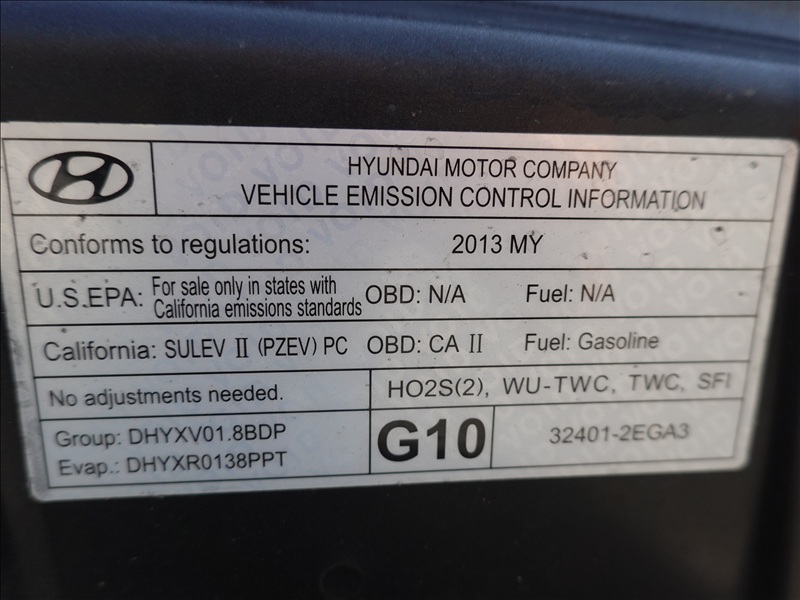 HYUNDAI MOTOR COMPANY
VEHICLE EMISSION CONTROL INFORMATION
Conforms to regulations: 2013 MY
U.S.EPA: For sale only in states with California emissions standards OBD: N/A Fuel: N/A
California: SULEV II (PZEV) PC OBD: CA II Fuel: Gasoline
No adjustments needed. HO2S(2), WU-TWC, TWC, SFI
Group: DHYXV01.8BDP
Evap.: DHYXR0138PPT
G10
32401-2EGA3